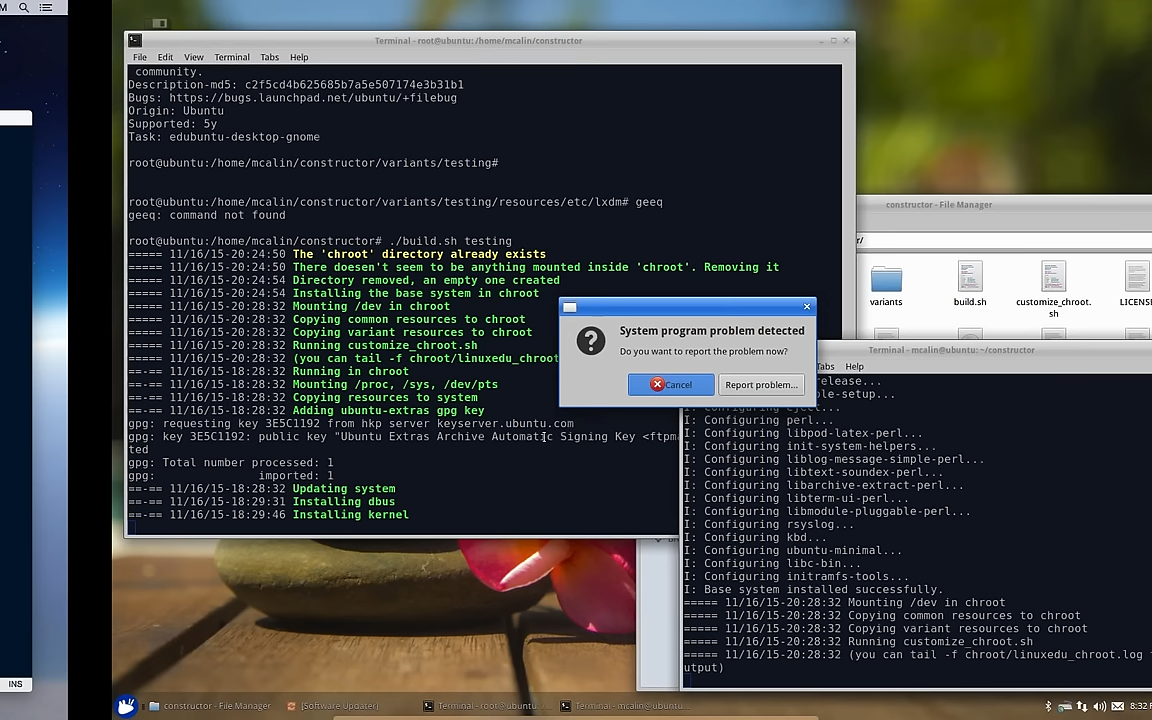 M
Terminal - root@ubuntu: /home/mcalin/constructor
File Edit View Terminal Tabs Help
community.
Description-md5: c2f5cd4b625685b7a5e507174e3b31b1
Bugs: https://bugs.launchpad.net/ubuntu/+filebug
Origin: Ubuntu
Supported: 5y
Task: edubuntu-desktop-gnome
root@ubuntu:/home/mcalin/constructor/variants/testing#
root@ubuntu:/home/mcalin/constructor/variants/testing/resources/etc/lxdm# geeq
geeq: command not found
root@ubuntu:/home/mcalin/constructor# ./build.sh testing
===== 11/16/15-20:24:50 The 'chroot' directory already exists
===== 11/16/15-20:24:50 There doesen't seem to be anything mounted inside 'chroot'. Removing it
===== 11/16/15-20:24:54 Directory removed, an empty one created
===== 11/16/15-20:24:54 Installing the base system in chroot
===== 11/16/15-20:28:32 Mounting /dev in chroot
===== 11/16/15-20:28:32 Copying common resources to chroot
===== 11/16/15-20:28:32 Copying variant resources to chroot
===== 11/16/15-20:28:32 Running customize_chroot.sh
===== 11/16/15-20:28:32 (you can tail -f chroot/linuxedu_chroot
==-== 11/16/15-18:28:32 Running in chroot
==-== 11/16/15-18:28:32 Mounting /proc, /sys, /dev/pts
==-== 11/16/15-18:28:32 Copying resources to system
==-== 11/16/15-18:28:32 Adding ubuntu-extras gpg key
gpg: requesting key 3E5C1192 from hkp server keyserver.ubuntu.com
gpg: key 3E5C1192: public key "Ubuntu Extras Archive Automatic Signing Key <ftpma
ted
gpg: Total number processed: 1
gpg: imported: 1
==-== 11/16/15-18:28:32 Updating system
==-== 11/16/15-18:29:31 Installing dbus
==-== 11/16/15-18:29:46 Installing kernel
System program problem detected
Do you want to report the problem now?
Cancel Report problem...
constructor - File Manager
r/
variants build.sh customize_chroot.sh LICENSE
Terminal - mcalin@ubuntu: ~/constructor
Tabs Help
release...
le-setup...
I: Configuring eject...
I: Configuring perl...
I: Configuring libpod-latex-perl...
I: Configuring init-system-helpers...
I: Configuring liblog-message-simple-perl...
I: Configuring libtext-soundex-perl...
I: Configuring libarchive-extract-perl...
I: Configuring libterm-ui-perl...
I: Configuring libmodule-pluggable-perl...
I: Configuring rsyslog...
I: Configuring kbd...
I: Configuring ubuntu-minimal...
I: Configuring libc-bin...
I: Configuring initramfs-tools...
I: Base system installed successfully.
===== 11/16/15-20:28:32 Mounting /dev in chroot
===== 11/16/15-20:28:32 Copying common resources to chroot
===== 11/16/15-20:28:32 Copying variant resources to chroot
===== 11/16/15-20:28:32 Running customize_chroot.sh
===== 11/16/15-20:28:32 (you can tail -f chroot/linuxedu_chroot.log
utput)
INS
constructor - File Manager [Software Updater] Terminal - root@ubuntu:... Terminal - mcalin@ubuntu... 8:32